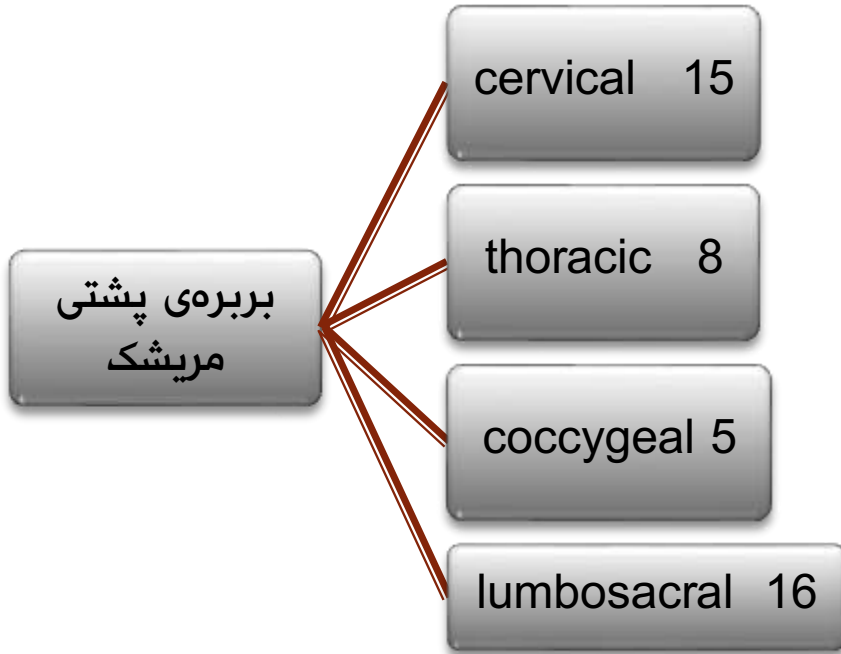 بربرەی پشتی
مریشک
cervical 15
thoracic 8
coccygeal 5
lumbosacral 16